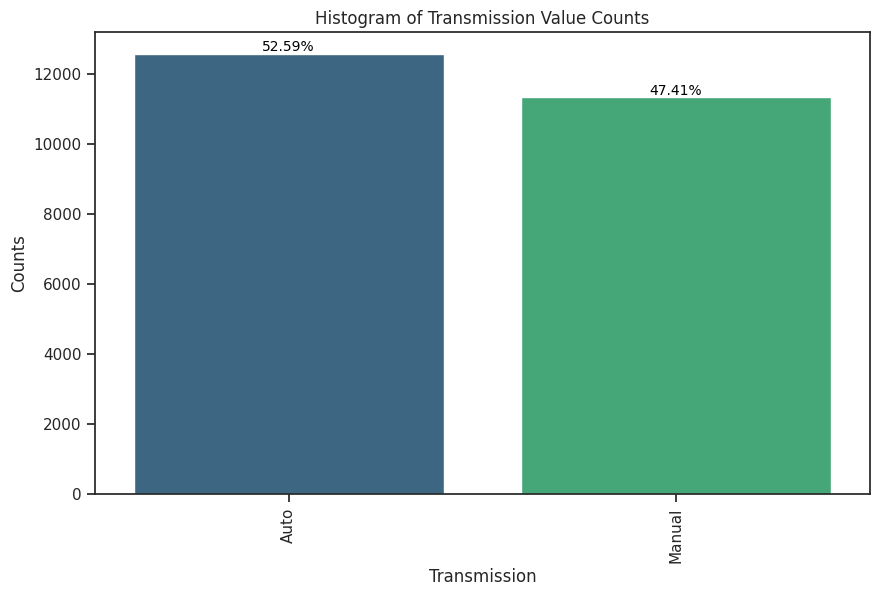 Histogram of Transmission Value Counts
52.59%
47.41%
12000
10000
8000
6000
4000
2000
0
Counts
Auto
Manual
Transmission